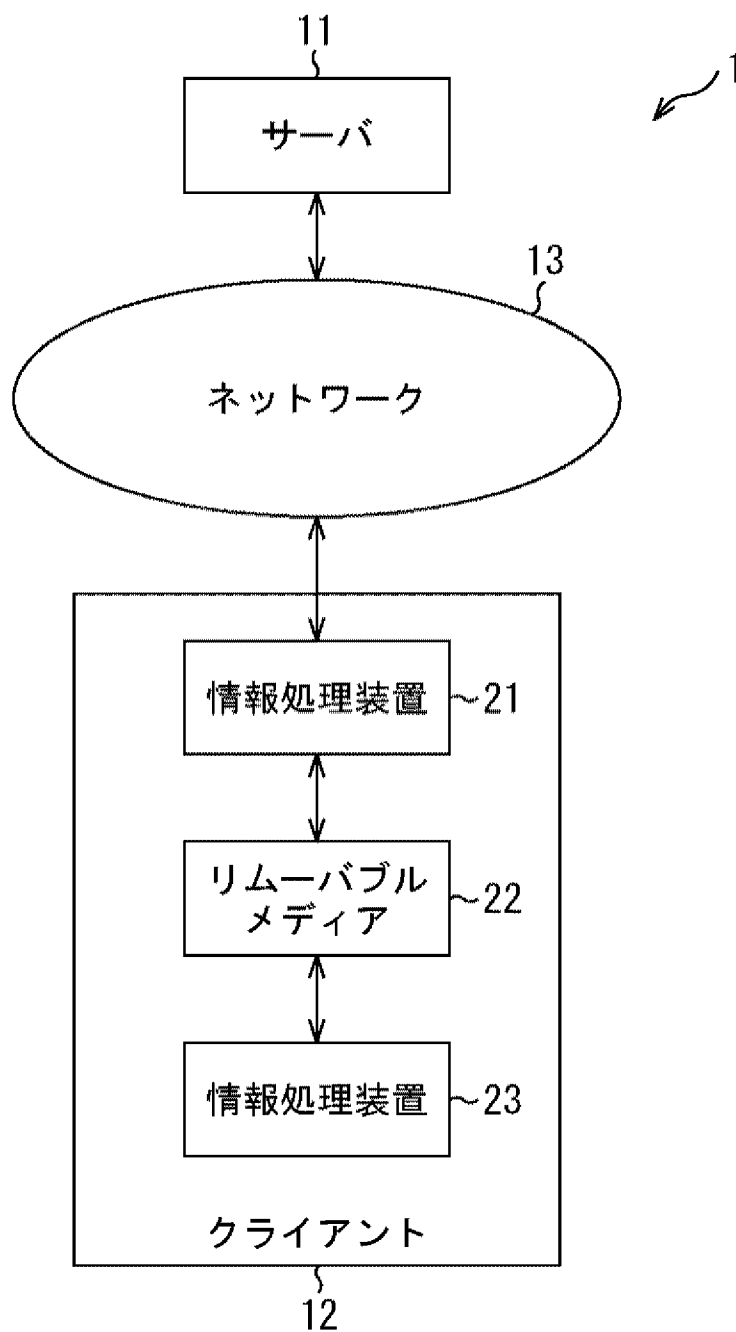 11
1
サーバ
13
ネットワーク
情報処理装置
21
リムーバブル
メディア
22
情報処理装置
23
クライアント
12